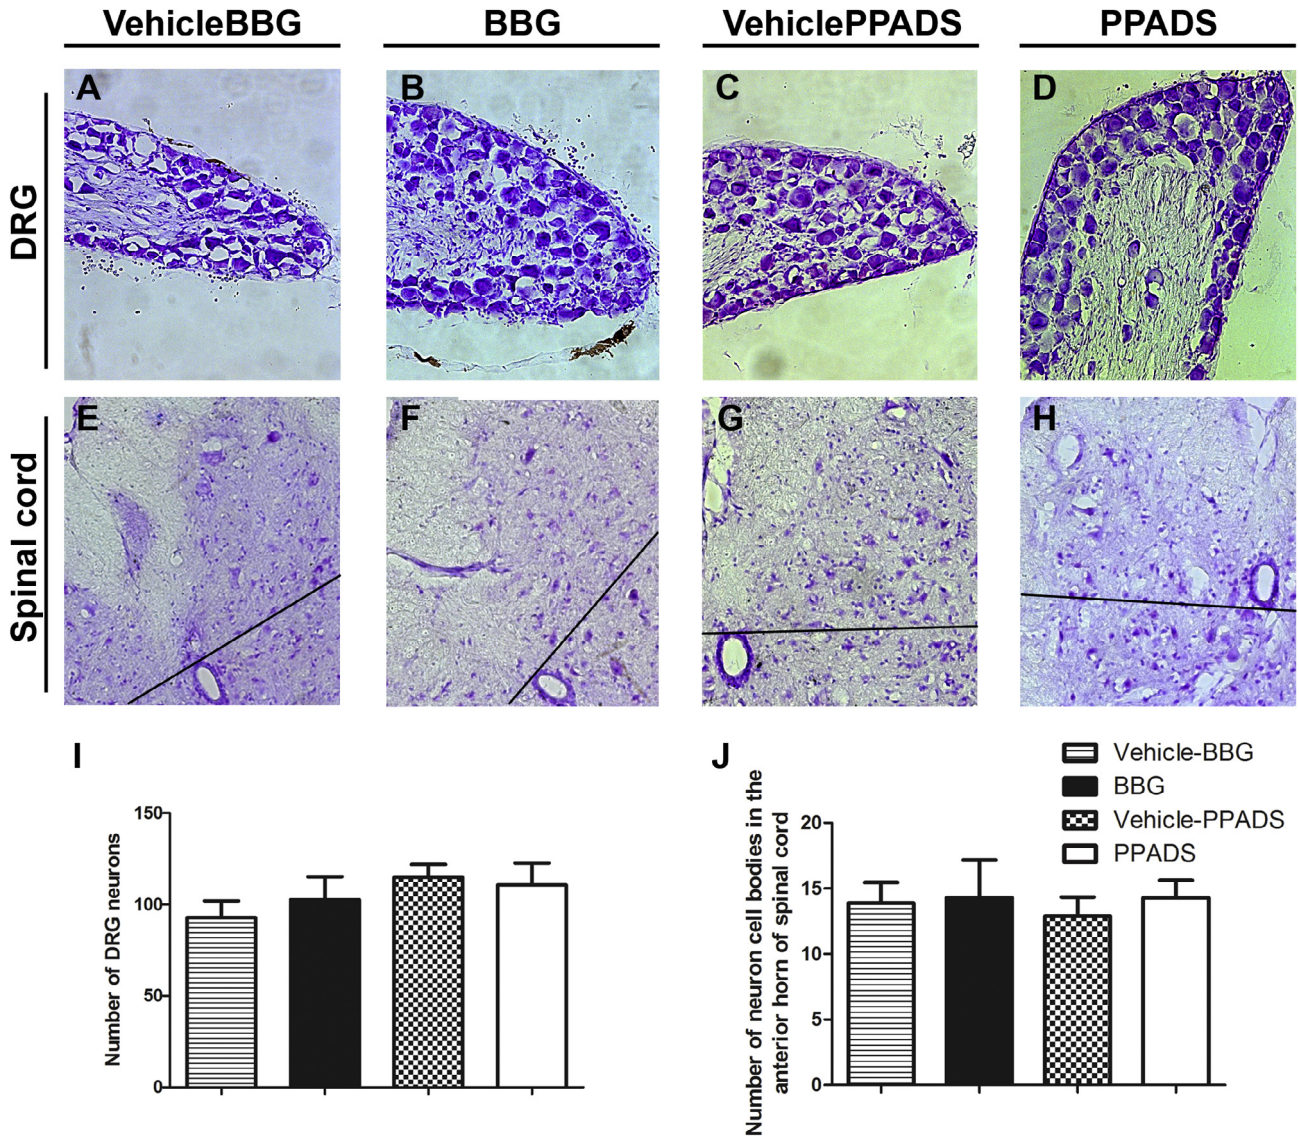 VehicleBBG
BBG
VehiclePPADS
PPADS
DRG
A
B
C
D
Spinal cord
E
F
G
H
I
Number of DRG neurons
150
100
50
0
J
Number of neuron cell bodies in the
anterior horn of spinal cord
20
15
10
5
0
Vehicle-BBG
BBG
Vehicle-PPADS
PPADS